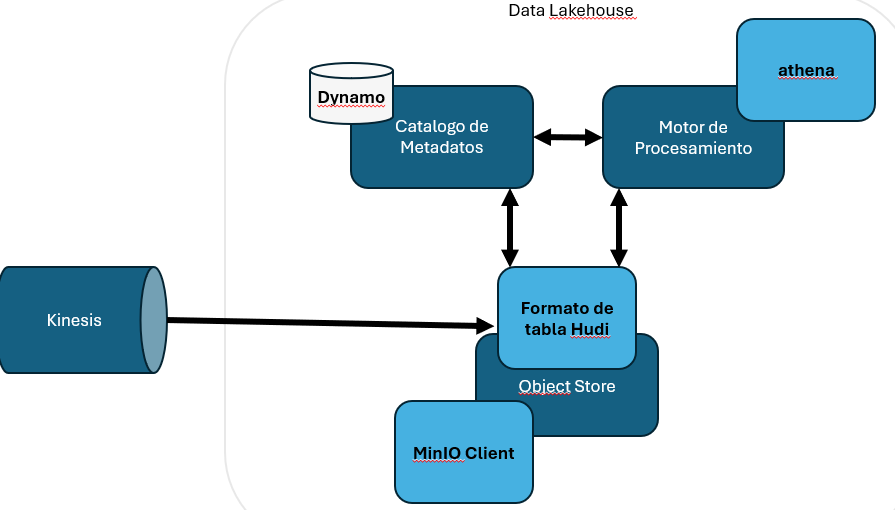 Data Lakehouse
athena
Dynamo
Catalogo de
Metadatos
Motor de
Procesamiento
Kinesis
Formato de
tabla Hudi
Object Store
MinIO Client